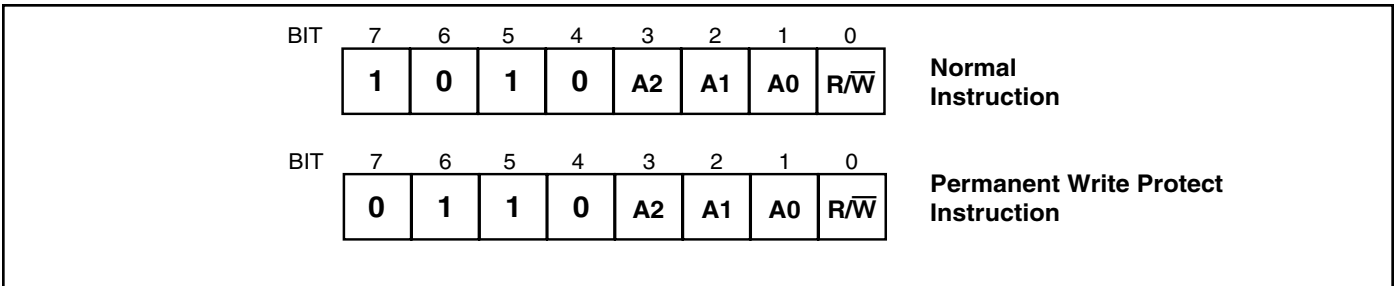 BIT 7 6 5 4 3 2 1 0
1 0 1 0 A2 A1 A0 R/W̅ Normal
Instruction
BIT 7 6 5 4 3 2 1 0
0 1 1 0 A2 A1 A0 R/W̅ Permanent Write Protect
Instruction